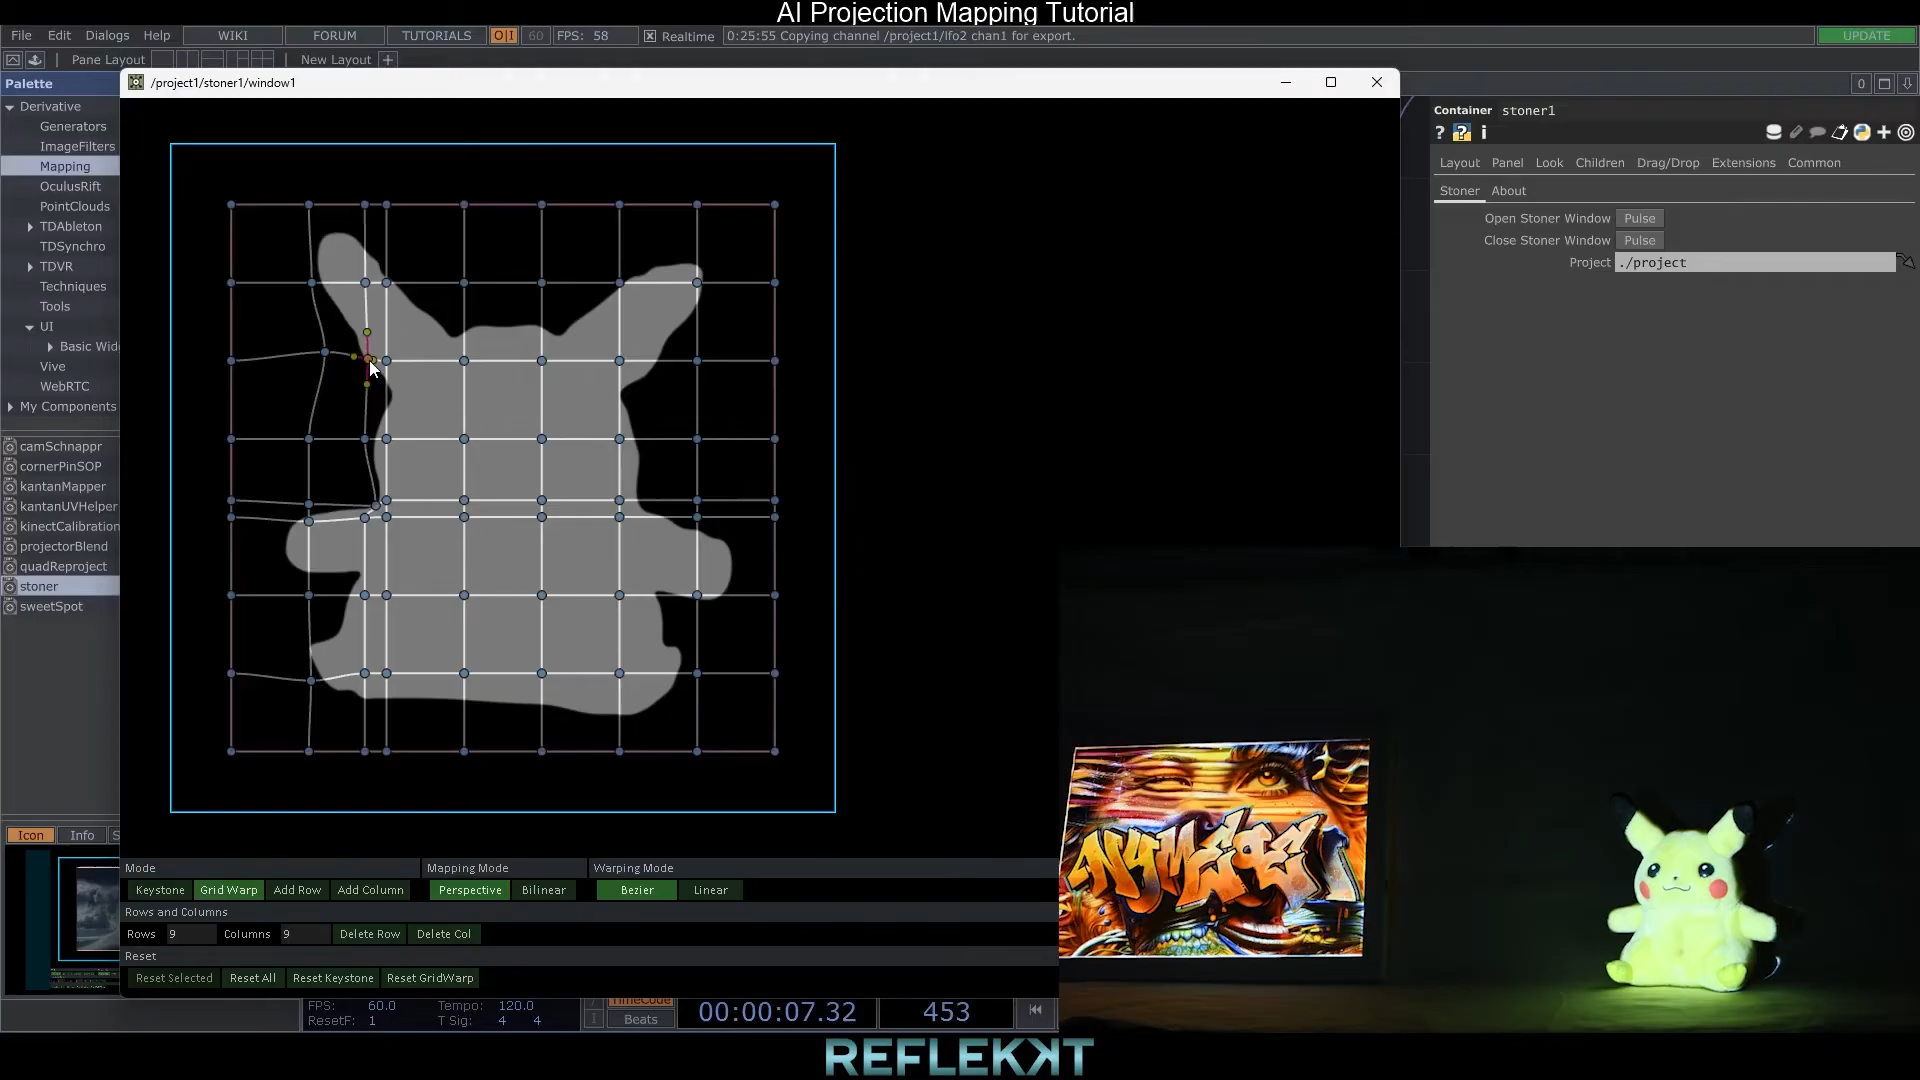 AI Projection Mapping Tutorial
File Edit Dialogs Help WIKI FORUM TUTORIALS O|I 60 FPS: 58 Realtime 0:25:55 Copying channel /project1/lfo2 chan1 for export. UPDATE
Pane Layout New Layout +
Palette
/project1/stoner1/window1
0
Derivative
Generators
ImageFilters
Mapping
OculusRift
PointClouds
TDAbleton
TDSynchro
TDVR
Techniques
Tools
UI
Basic Wid
Vive
WebRTC
My Components
camSchnappr
cornerPinSOP
kantanMapper
kantanUVHelper
kinectCalibration
projectorBlend
quadReproject
stoner
sweetSpot
Container stoner1
? ? i
Layout Panel Look Children Drag/Drop Extensions Common
Stoner About
Open Stoner Window Pulse
Close Stoner Window Pulse
Project ./project
Icon Info S
Mode Mapping Mode Warping Mode
Keystone Grid Warp Add Row Add Column Perspective Bilinear Bezier Linear
Rows and Columns
Rows 9 Columns 9 Delete Row Delete Col
Reset
Reset Selected Reset All Reset Keystone Reset GridWarp
FPS: 60.0 Tempo: 120.0 TimeCode
ResetF: 1 T Sig: 4 4 Beats
00:00:07.32 453
NYMEQE
REFLEKKT